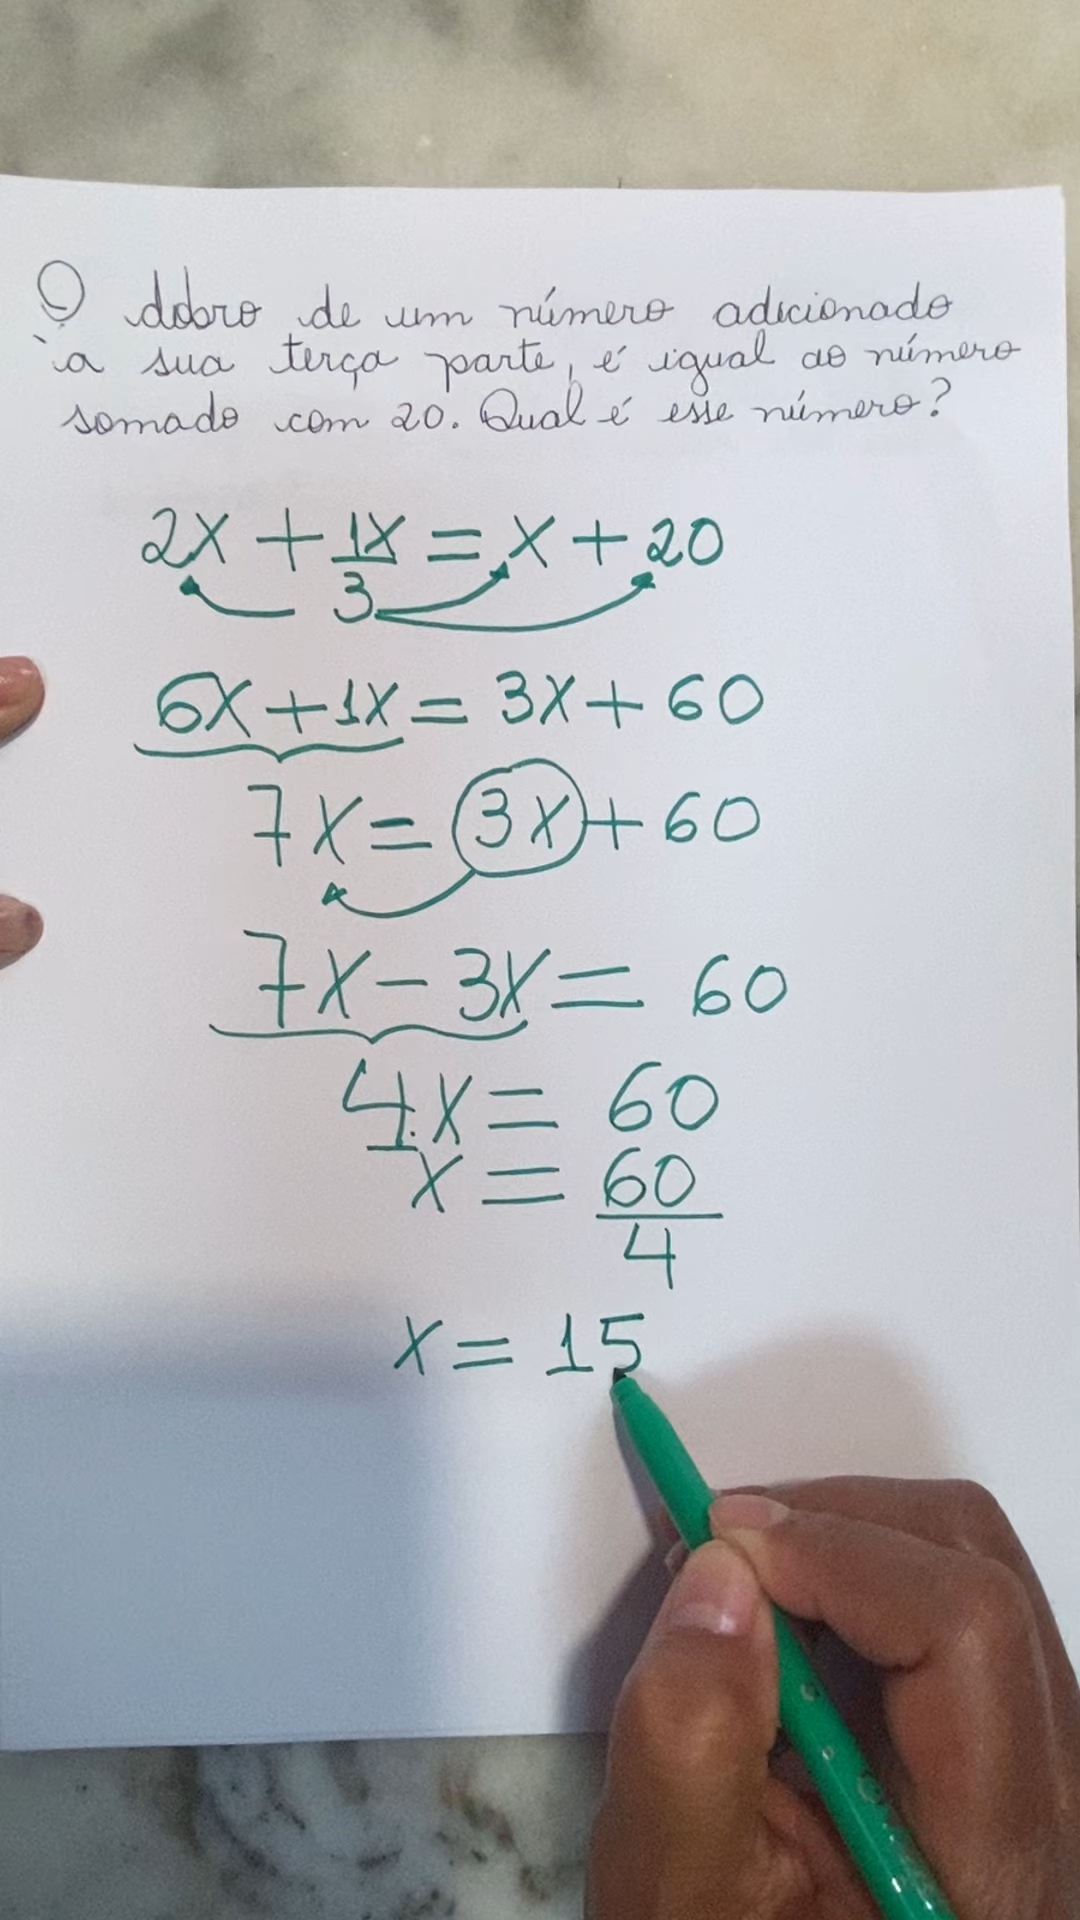 O dobro de um número adicionado
à sua terça parte, é igual ao número
somado com 20. Qual é esse número?
2x + 1x/3 = x + 20
6x + 1x = 3x + 60
7x = 3x + 60
7x - 3x = 60
4x = 60
x = 60/4
x = 15